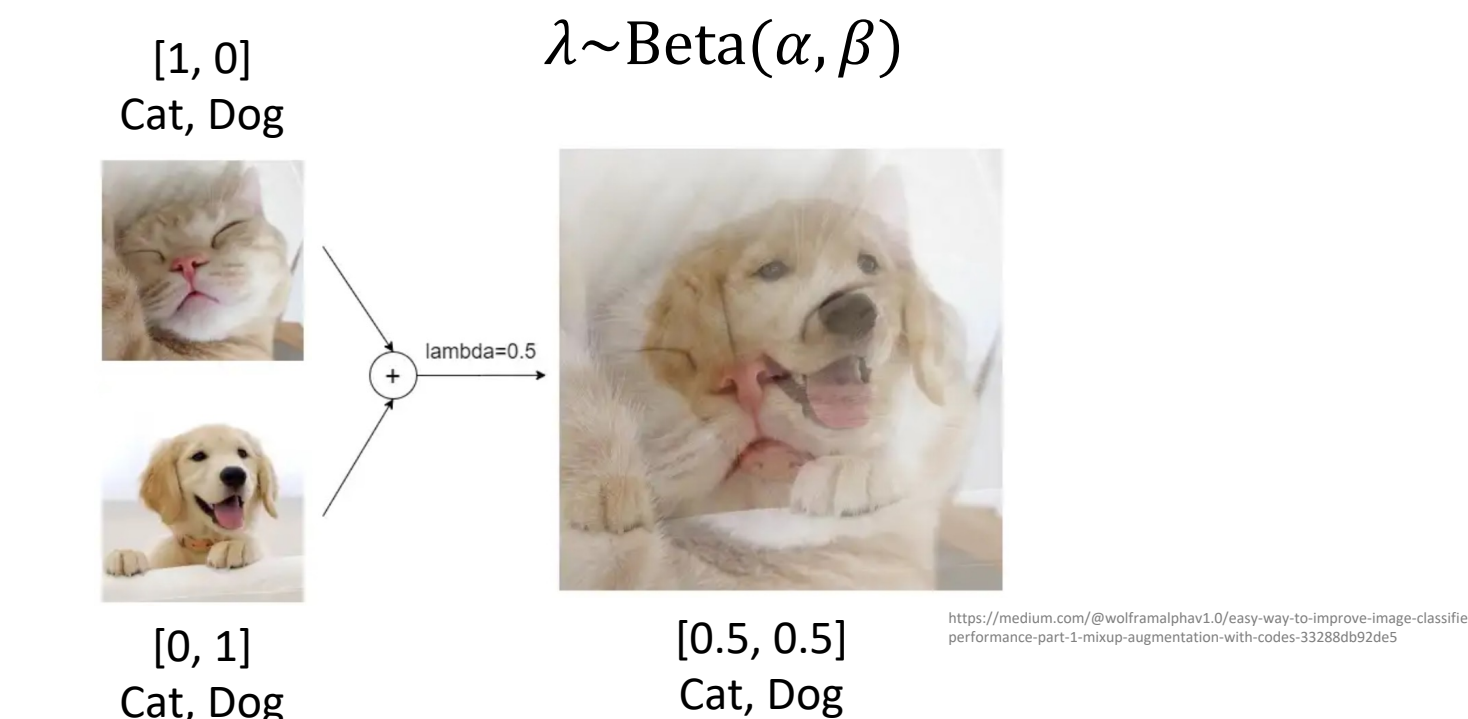 λ~Beta(α, β)
[1, 0]
Cat, Dog
+
lambda=0.5
[0, 1]
Cat, Dog
[0.5, 0.5]
Cat, Dog
https://medium.com/@wolframalphav1.0/easy-way-to-improve-image-classifie
performance-part-1-mixup-augmentation-with-codes-33288db92de5